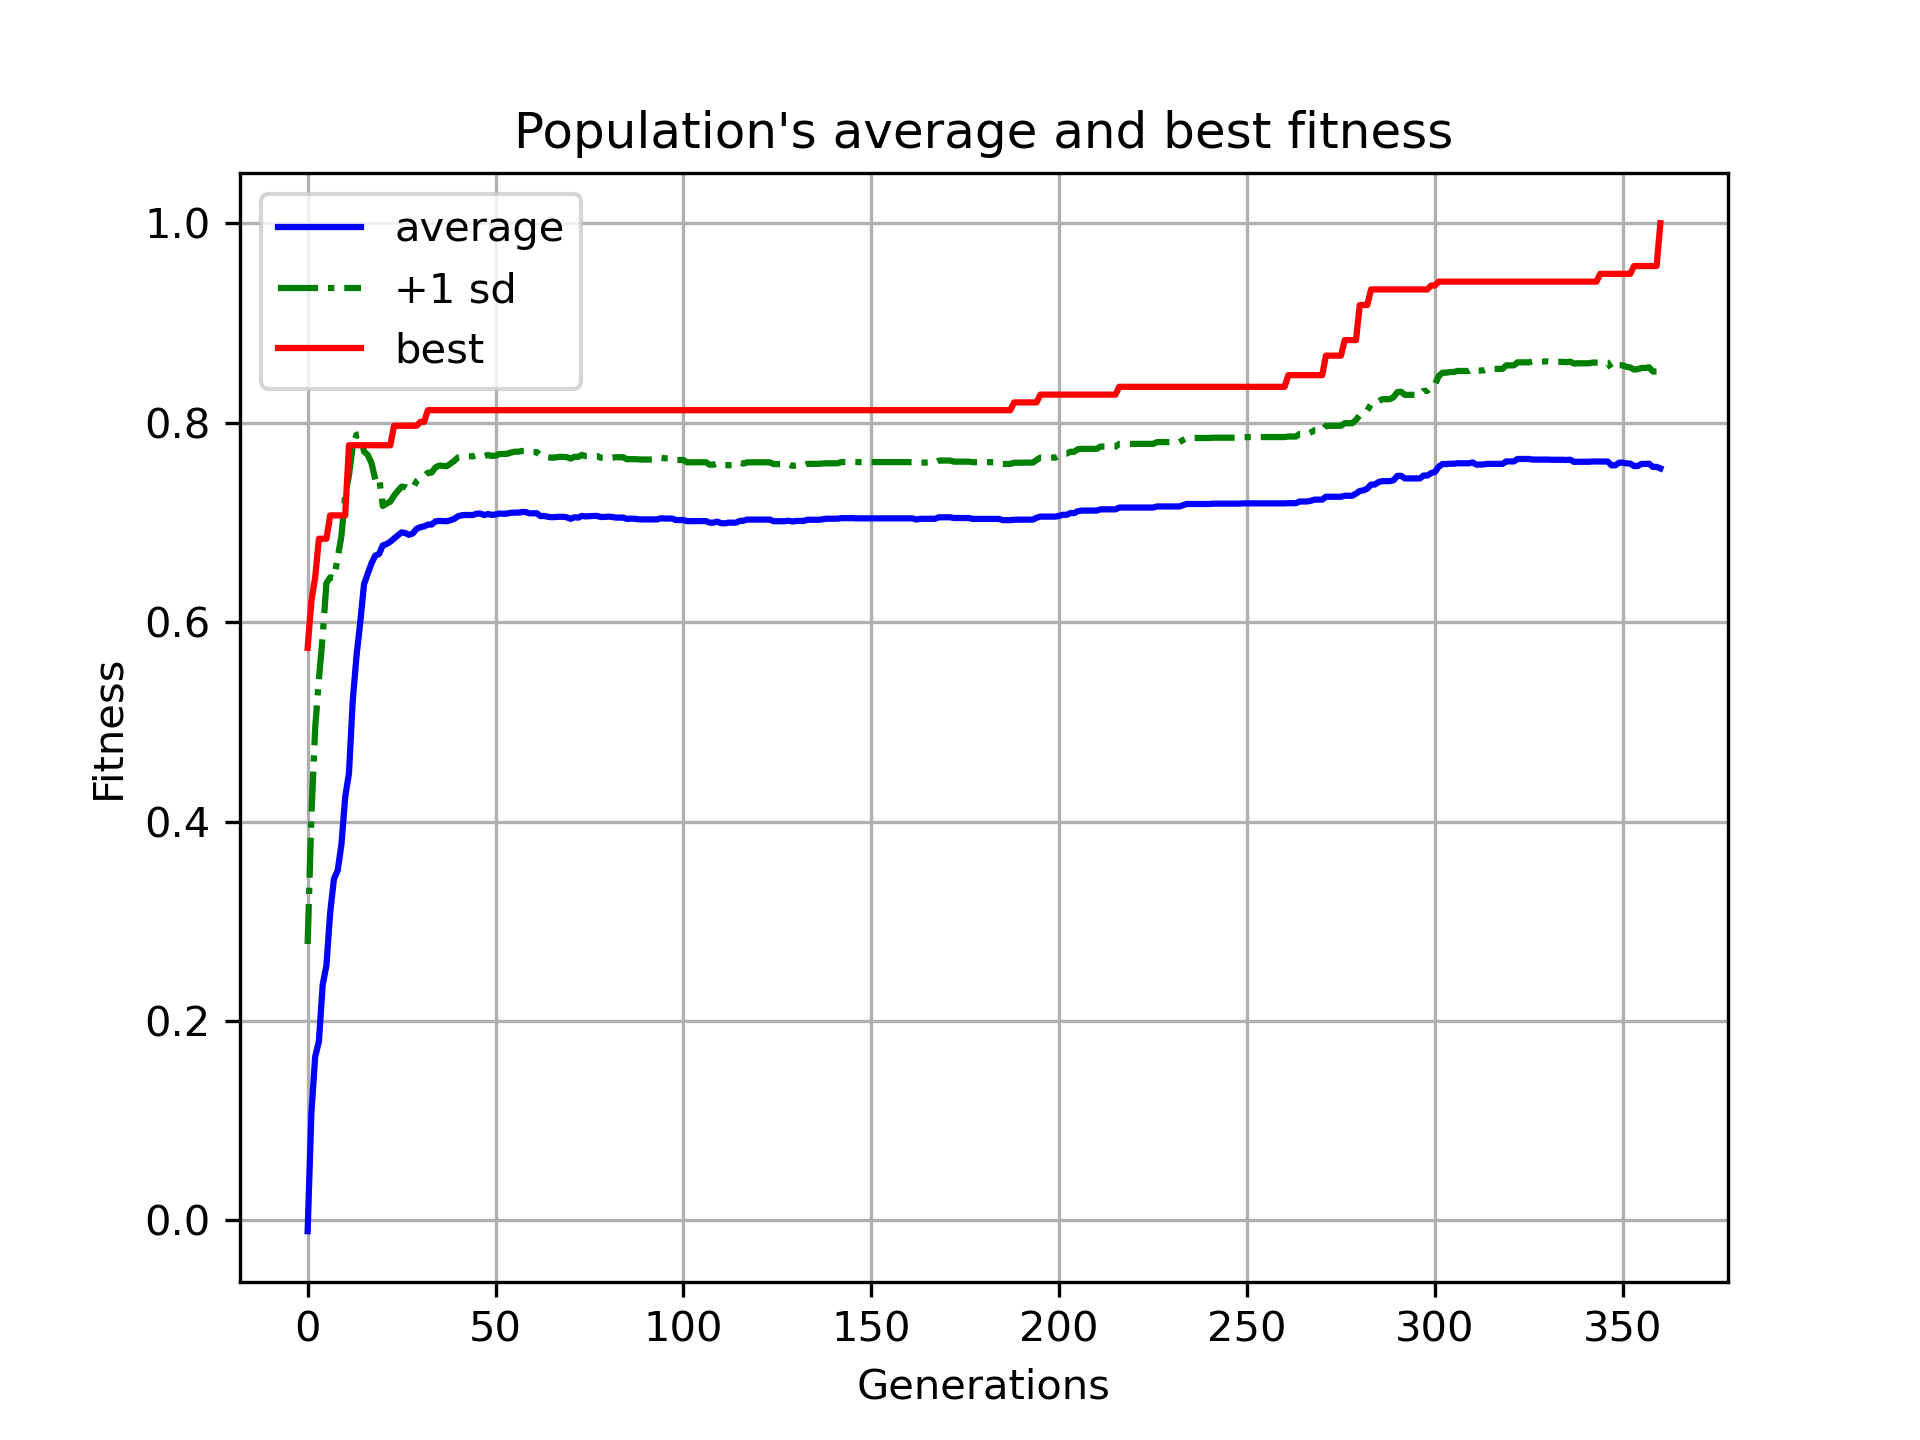 Population's average and best fitness
average
+1 sd
best
Fitness
1.0
0.8
0.6
0.4
0.2
0.0
0 50 100 150 200 250 300 350
Generations